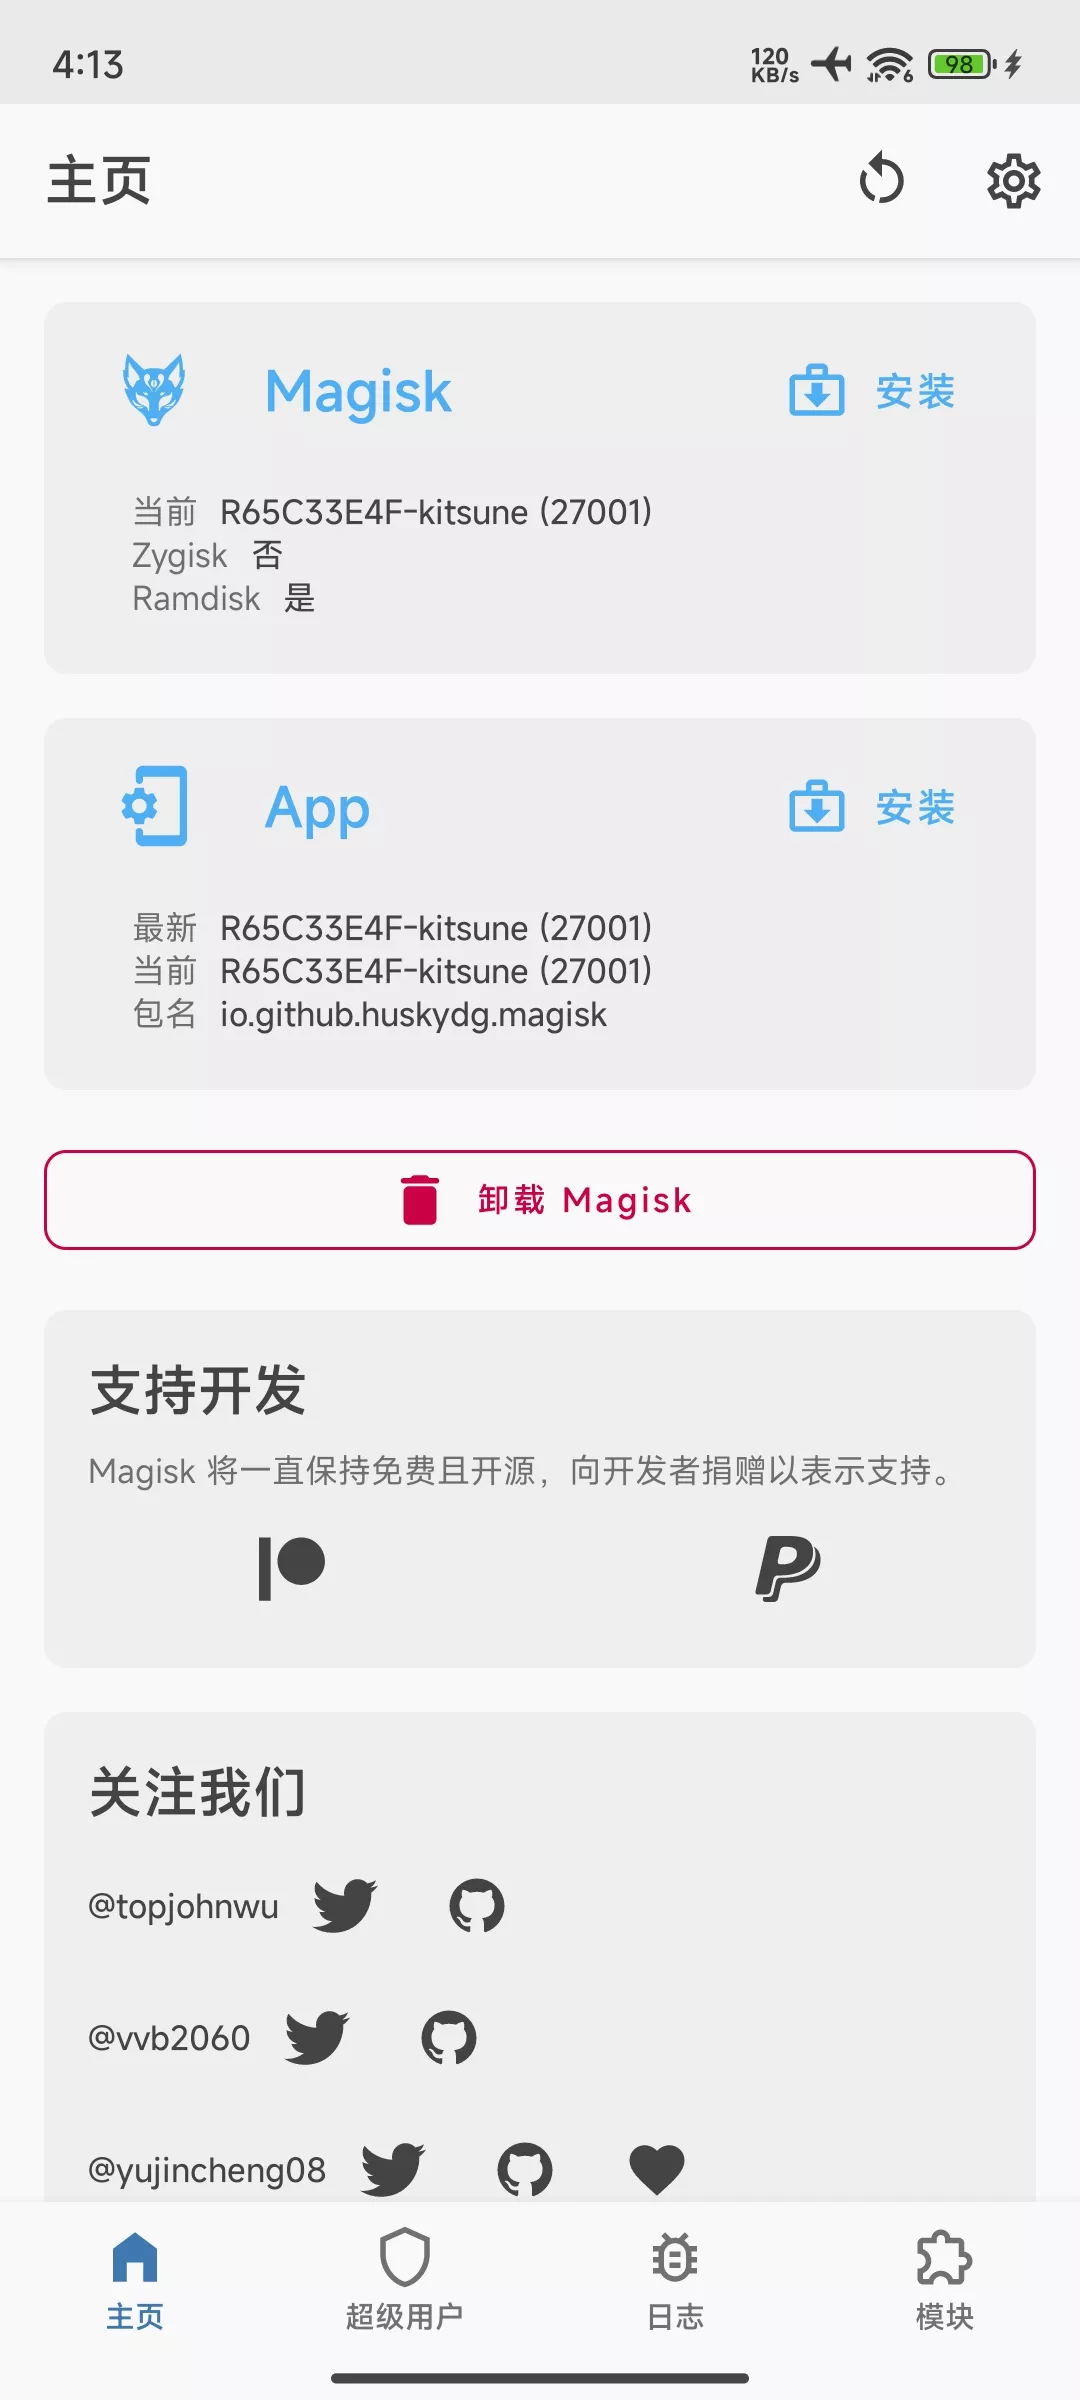 4:13
120
KB/s
6
98
主页
Magisk
安装
当前 R65C33E4F-kitsune (27001)
Zygisk 否
Ramdisk 是
App
安装
最新 R65C33E4F-kitsune (27001)
当前 R65C33E4F-kitsune (27001)
包名 io.github.huskydg.magisk
卸载 Magisk
支持开发
Magisk 将一直保持免费且开源，向开发者捐赠以表示支持。
关注我们
@topjohnwu
@vvb2060
@yujincheng08
主页
超级用户
日志
模块